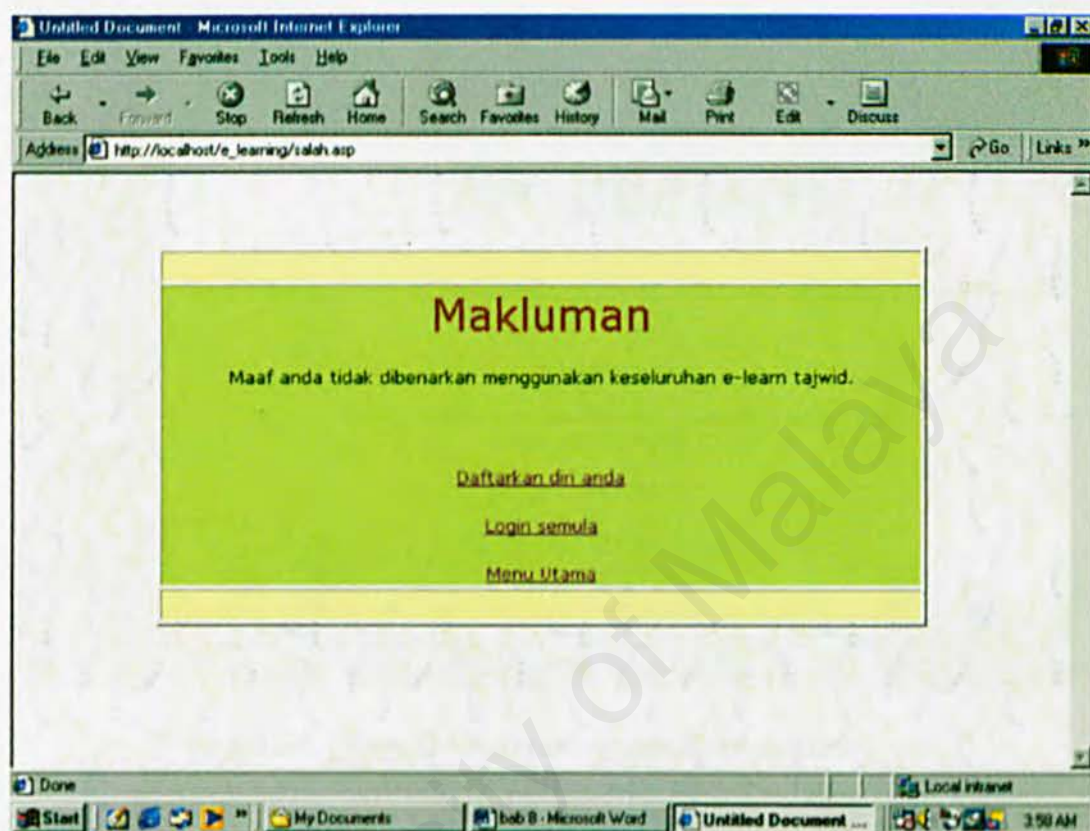 Untitled Document - Microsoft Internet Explorer
File Edit View Favorites Tools Help
Back Forward Stop Refresh Home Search Favorites History Mail Print Edit Discuss
Address http://localhost/e_learning/salah.asp Go Links »
Makluman
Maaf anda tidak dibenarkan menggunakan keseluruhan e-learn tajwid.
Daftarkan diri anda
Login semula
Menu Utama
Done Local intranet
Start » My Documents bab 8 - Microsoft Word Untitled Document ... 3:50 AM
University of Malaya